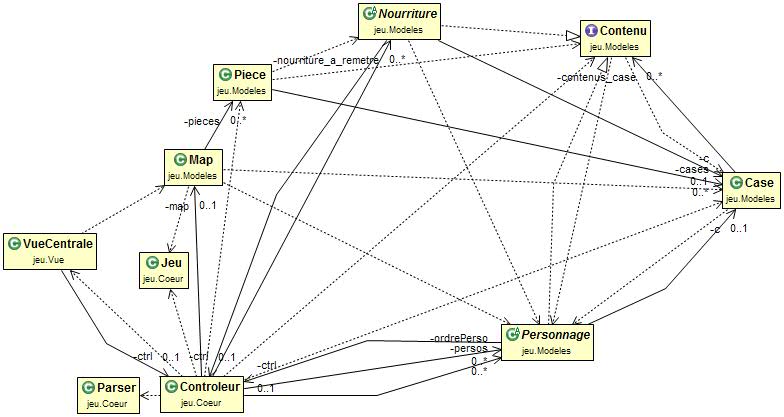 Nourriture
jeu.Modeles
Contenu
jeu.Modeles
-nourriture_a_remetre
0..*
-contenus_case
0..*
Piece
jeu.Modeles
-pieces
0..*
Map
jeu.Modeles
-c
-cases
0..1
0..*
Case
jeu.Modeles
-map
0..1
-c
0..1
VueCentrale
jeu.Vue
Jeu
jeu.Coeur
Personnage
jeu.Modeles
-ordrePerso
-persos
0..*
0..*
-ctrl
0..1
-ctrl
0..1
-ctrl
0..1
Parser
jeu.Coeur
Controleur
jeu.Coeur